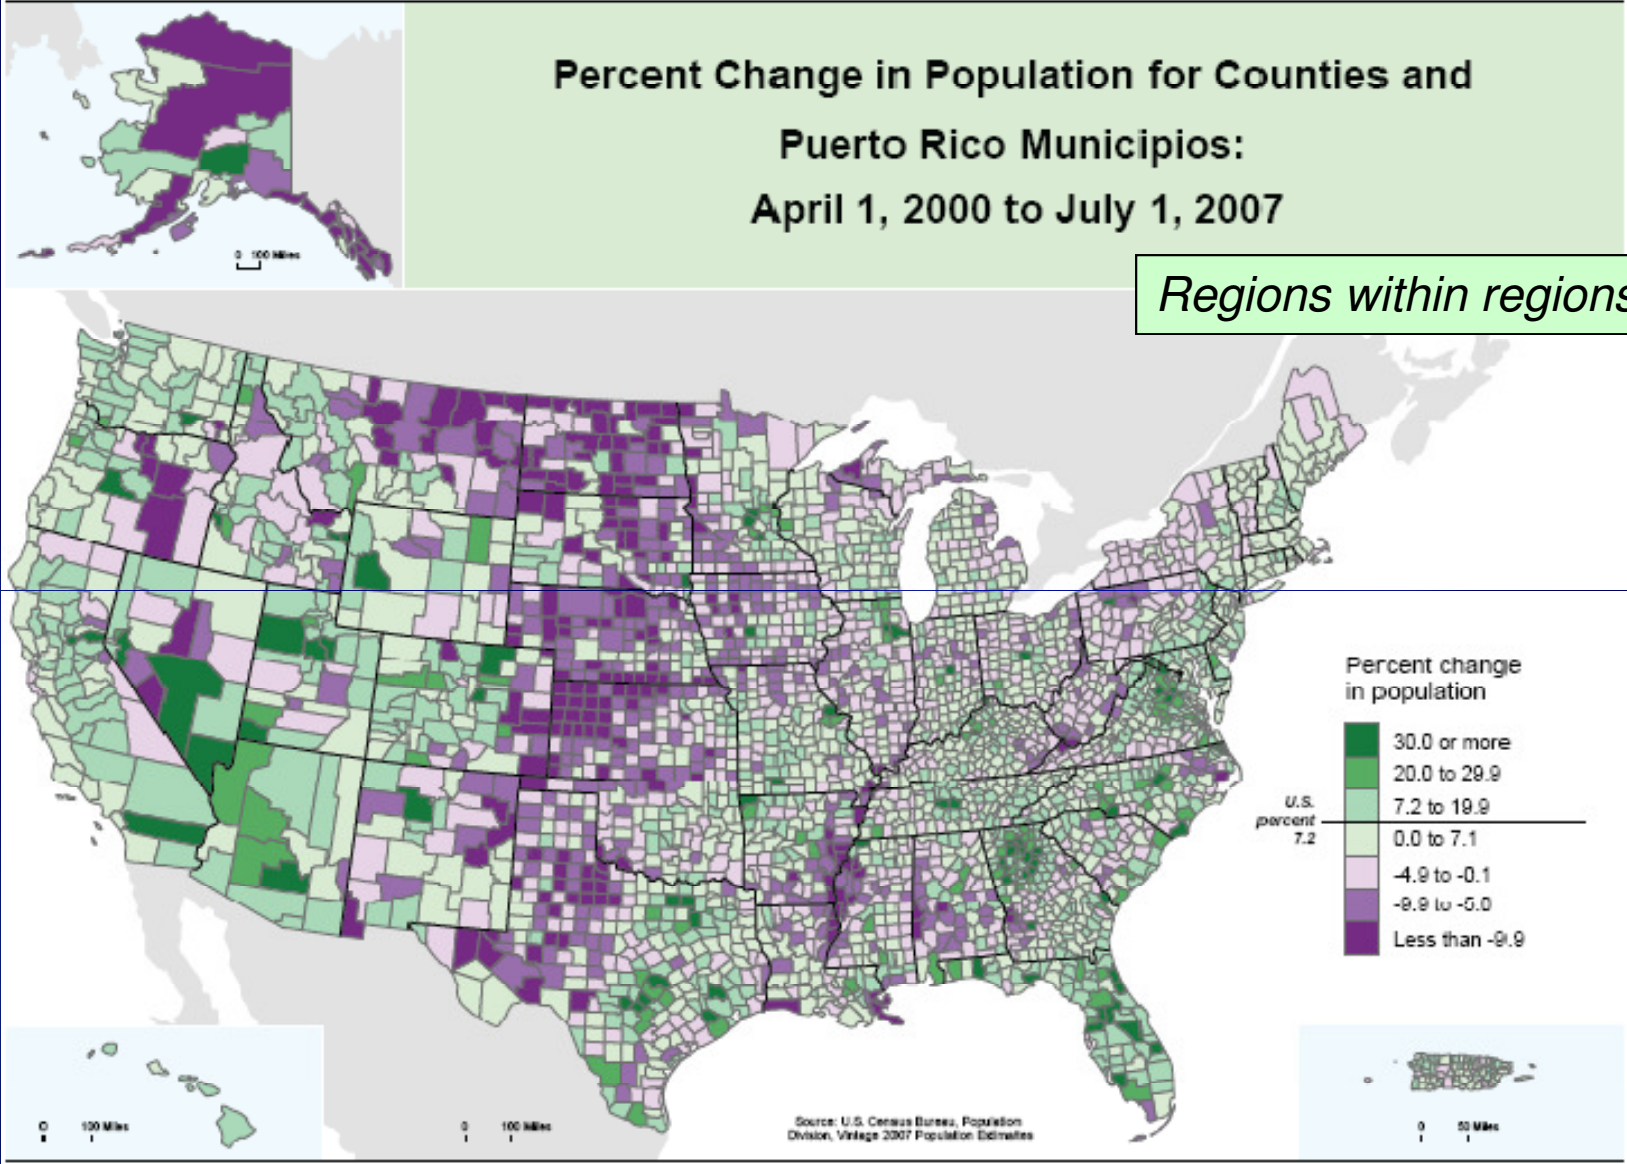 Percent Change in Population for Counties and
Puerto Rico Municipios:
April 1, 2000 to July 1, 2007
0 100 Miles
Regions within regions
Percent change
in population
30.0 or more
20.0 to 29.9
7.2 to 19.9
U.S.
percent
7.2
0.0 to 7.1
-4.9 to -0.1
-9.9 to -5.0
Less than -9.9
0 100 Miles
0 100 Miles
Source: U.S. Census Bureau, Population
Division, Vintage 2007 Population Estimates
0 50 Miles